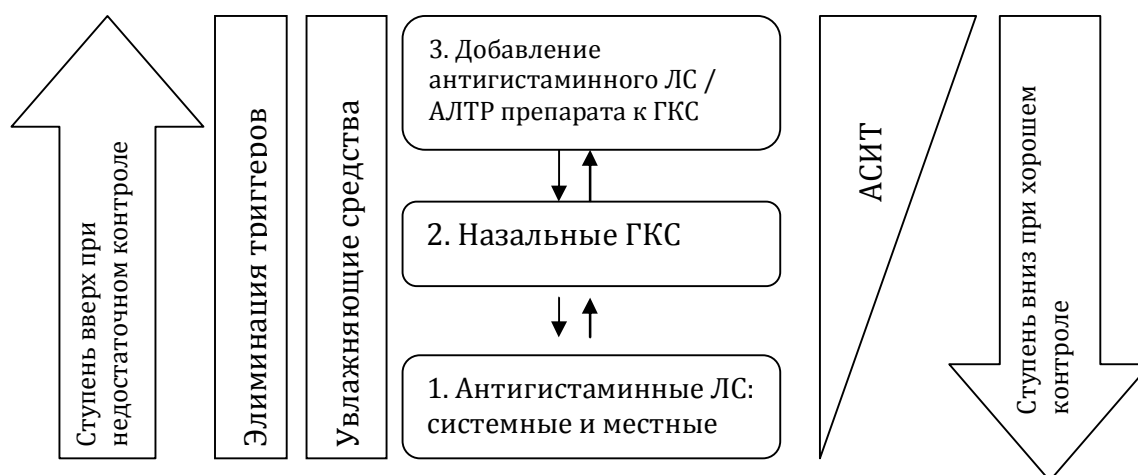 Ступень вверх при
недостаточном контроле
Элиминация триггеров
Увлажняющие средства
3. Добавление
антигистаминного ЛС /
АЛТР препарата к ГКС
2. Назальные ГКС
1. Антигистаминные ЛС:
системные и местные
АСИТ
Ступень вниз при хорошем
контроле